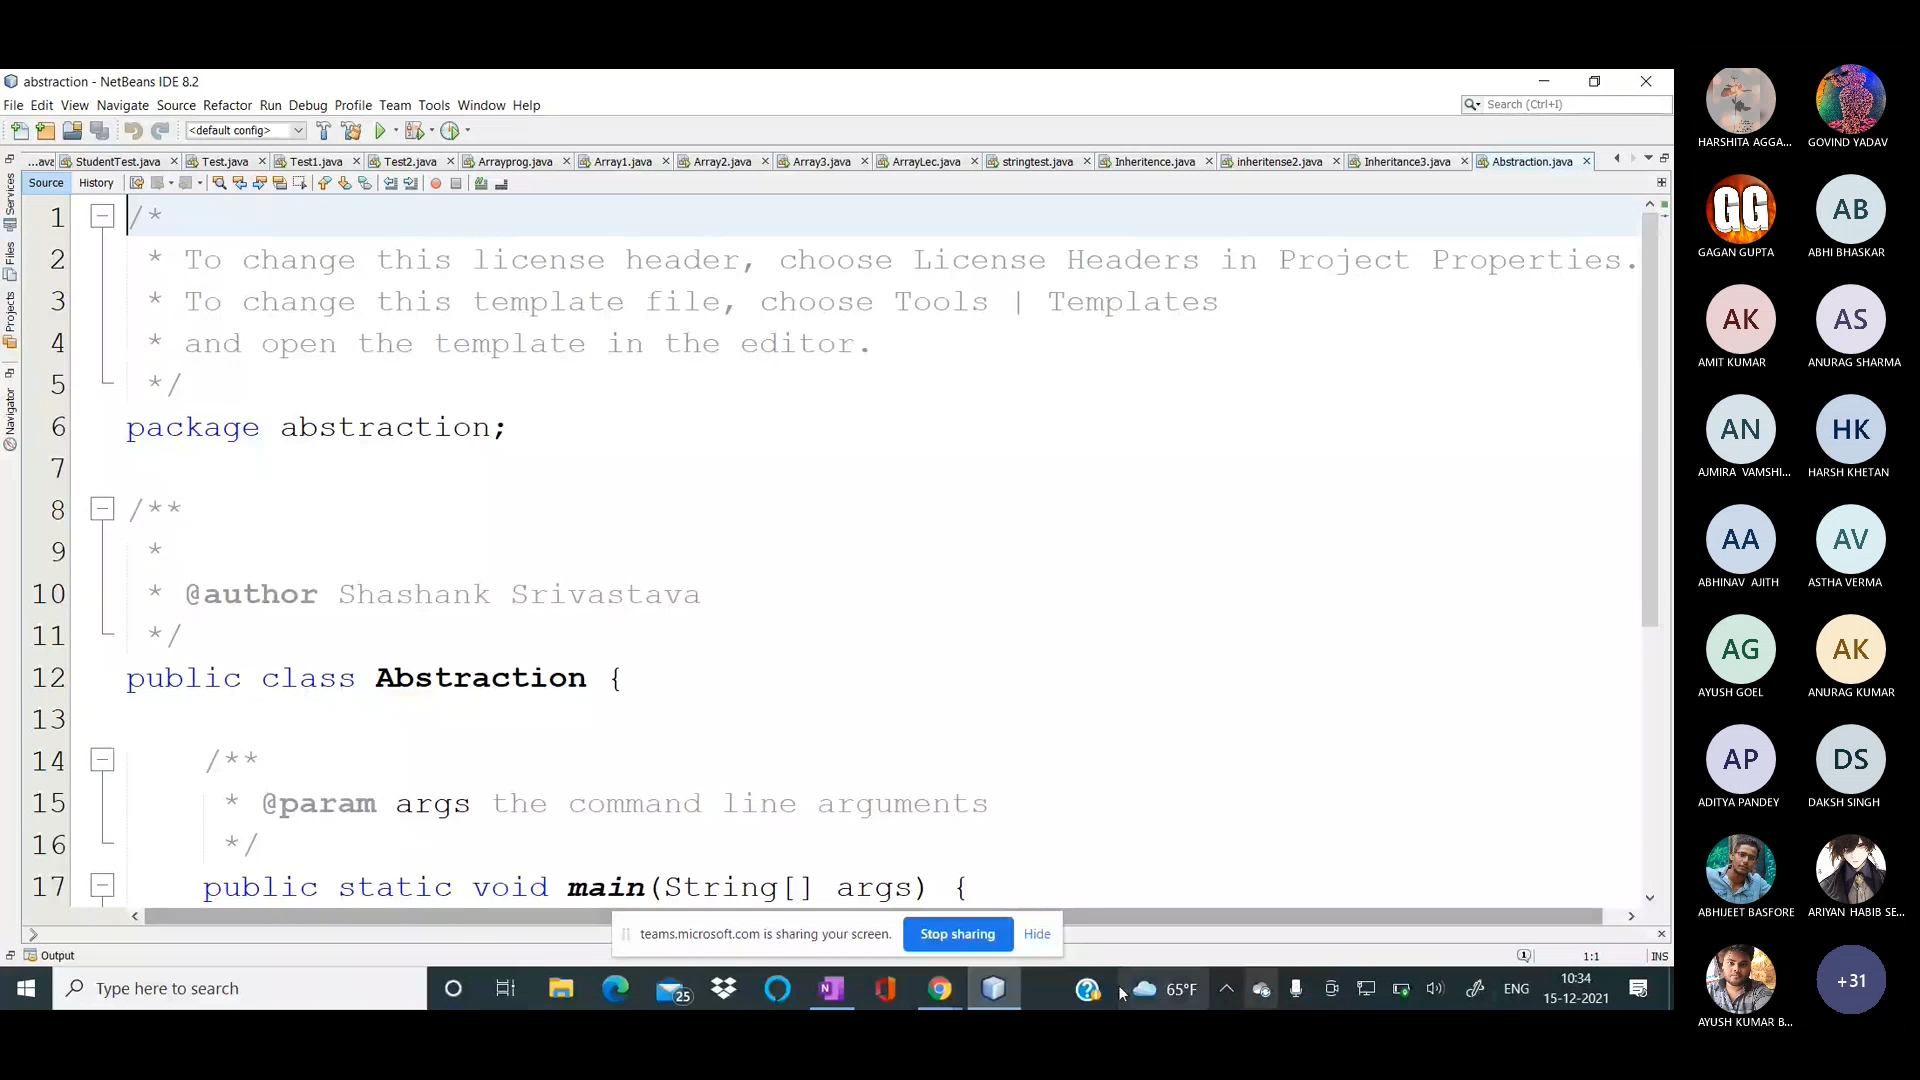 abstraction - NetBeans IDE 8.2
File Edit View Navigate Source Refactor Run Debug Profile Team Tools Window Help
Search (Ctrl+I)
<default config>
...ave StudentTest.java Test.java Test1.java Test2.java Arrayprog.java Array1.java Array2.java Array3.java ArrayLec.java stringtest.java Inheritence.java inheritense2.java Inheritance3.java Abstraction.java
Source History
Services
Files
Projects
Navigator
1 /*
2 * To change this license header, choose License Headers in Project Properties.
3 * To change this template file, choose Tools | Templates
4 * and open the template in the editor.
5 */
6 package abstraction;
7
8 /**
9 *
10 * @author Shashank Srivastava
11 */
12 public class Abstraction {
13
14 /**
15 * @param args the command line arguments
16 */
17 public static void main(String[] args) {
teams.microsoft.com is sharing your screen. Stop sharing Hide
Output
1:1 INS
Type here to search
25
N
65°F
ENG
10:34
15-12-2021
HARSHITA AGGA... GOVIND YADAV
GG AB
GAGAN GUPTA ABHI BHASKAR
AK AS
AMIT KUMAR ANURAG SHARMA
AN HK
AJMIRA VAMSHI... HARSH KHETAN
AA AV
ABHINAV AJITH ASTHA VERMA
AG AK
AYUSH GOEL ANURAG KUMAR
AP DS
ADITYA PANDEY DAKSH SINGH
ABHIJEET BASFORE ARIYAN HABIB SE...
+31
AYUSH KUMAR B...